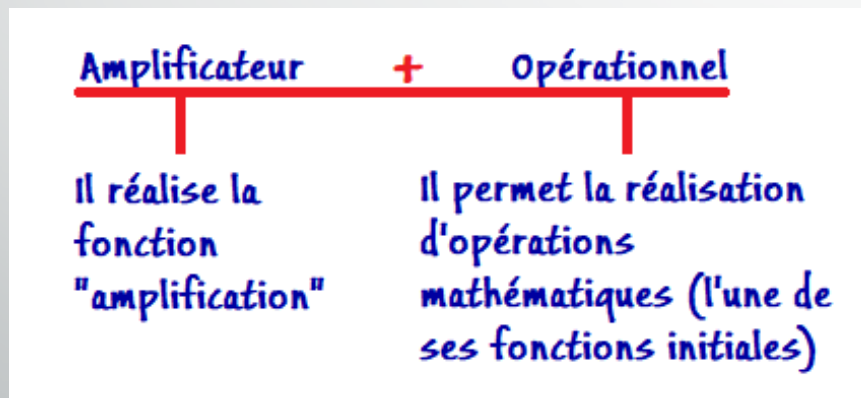 Amplificateur + Opérationnel
Il réalise la
fonction
"amplification"
Il permet la réalisation
d'opérations
mathématiques (l'une de
ses fonctions initiales)